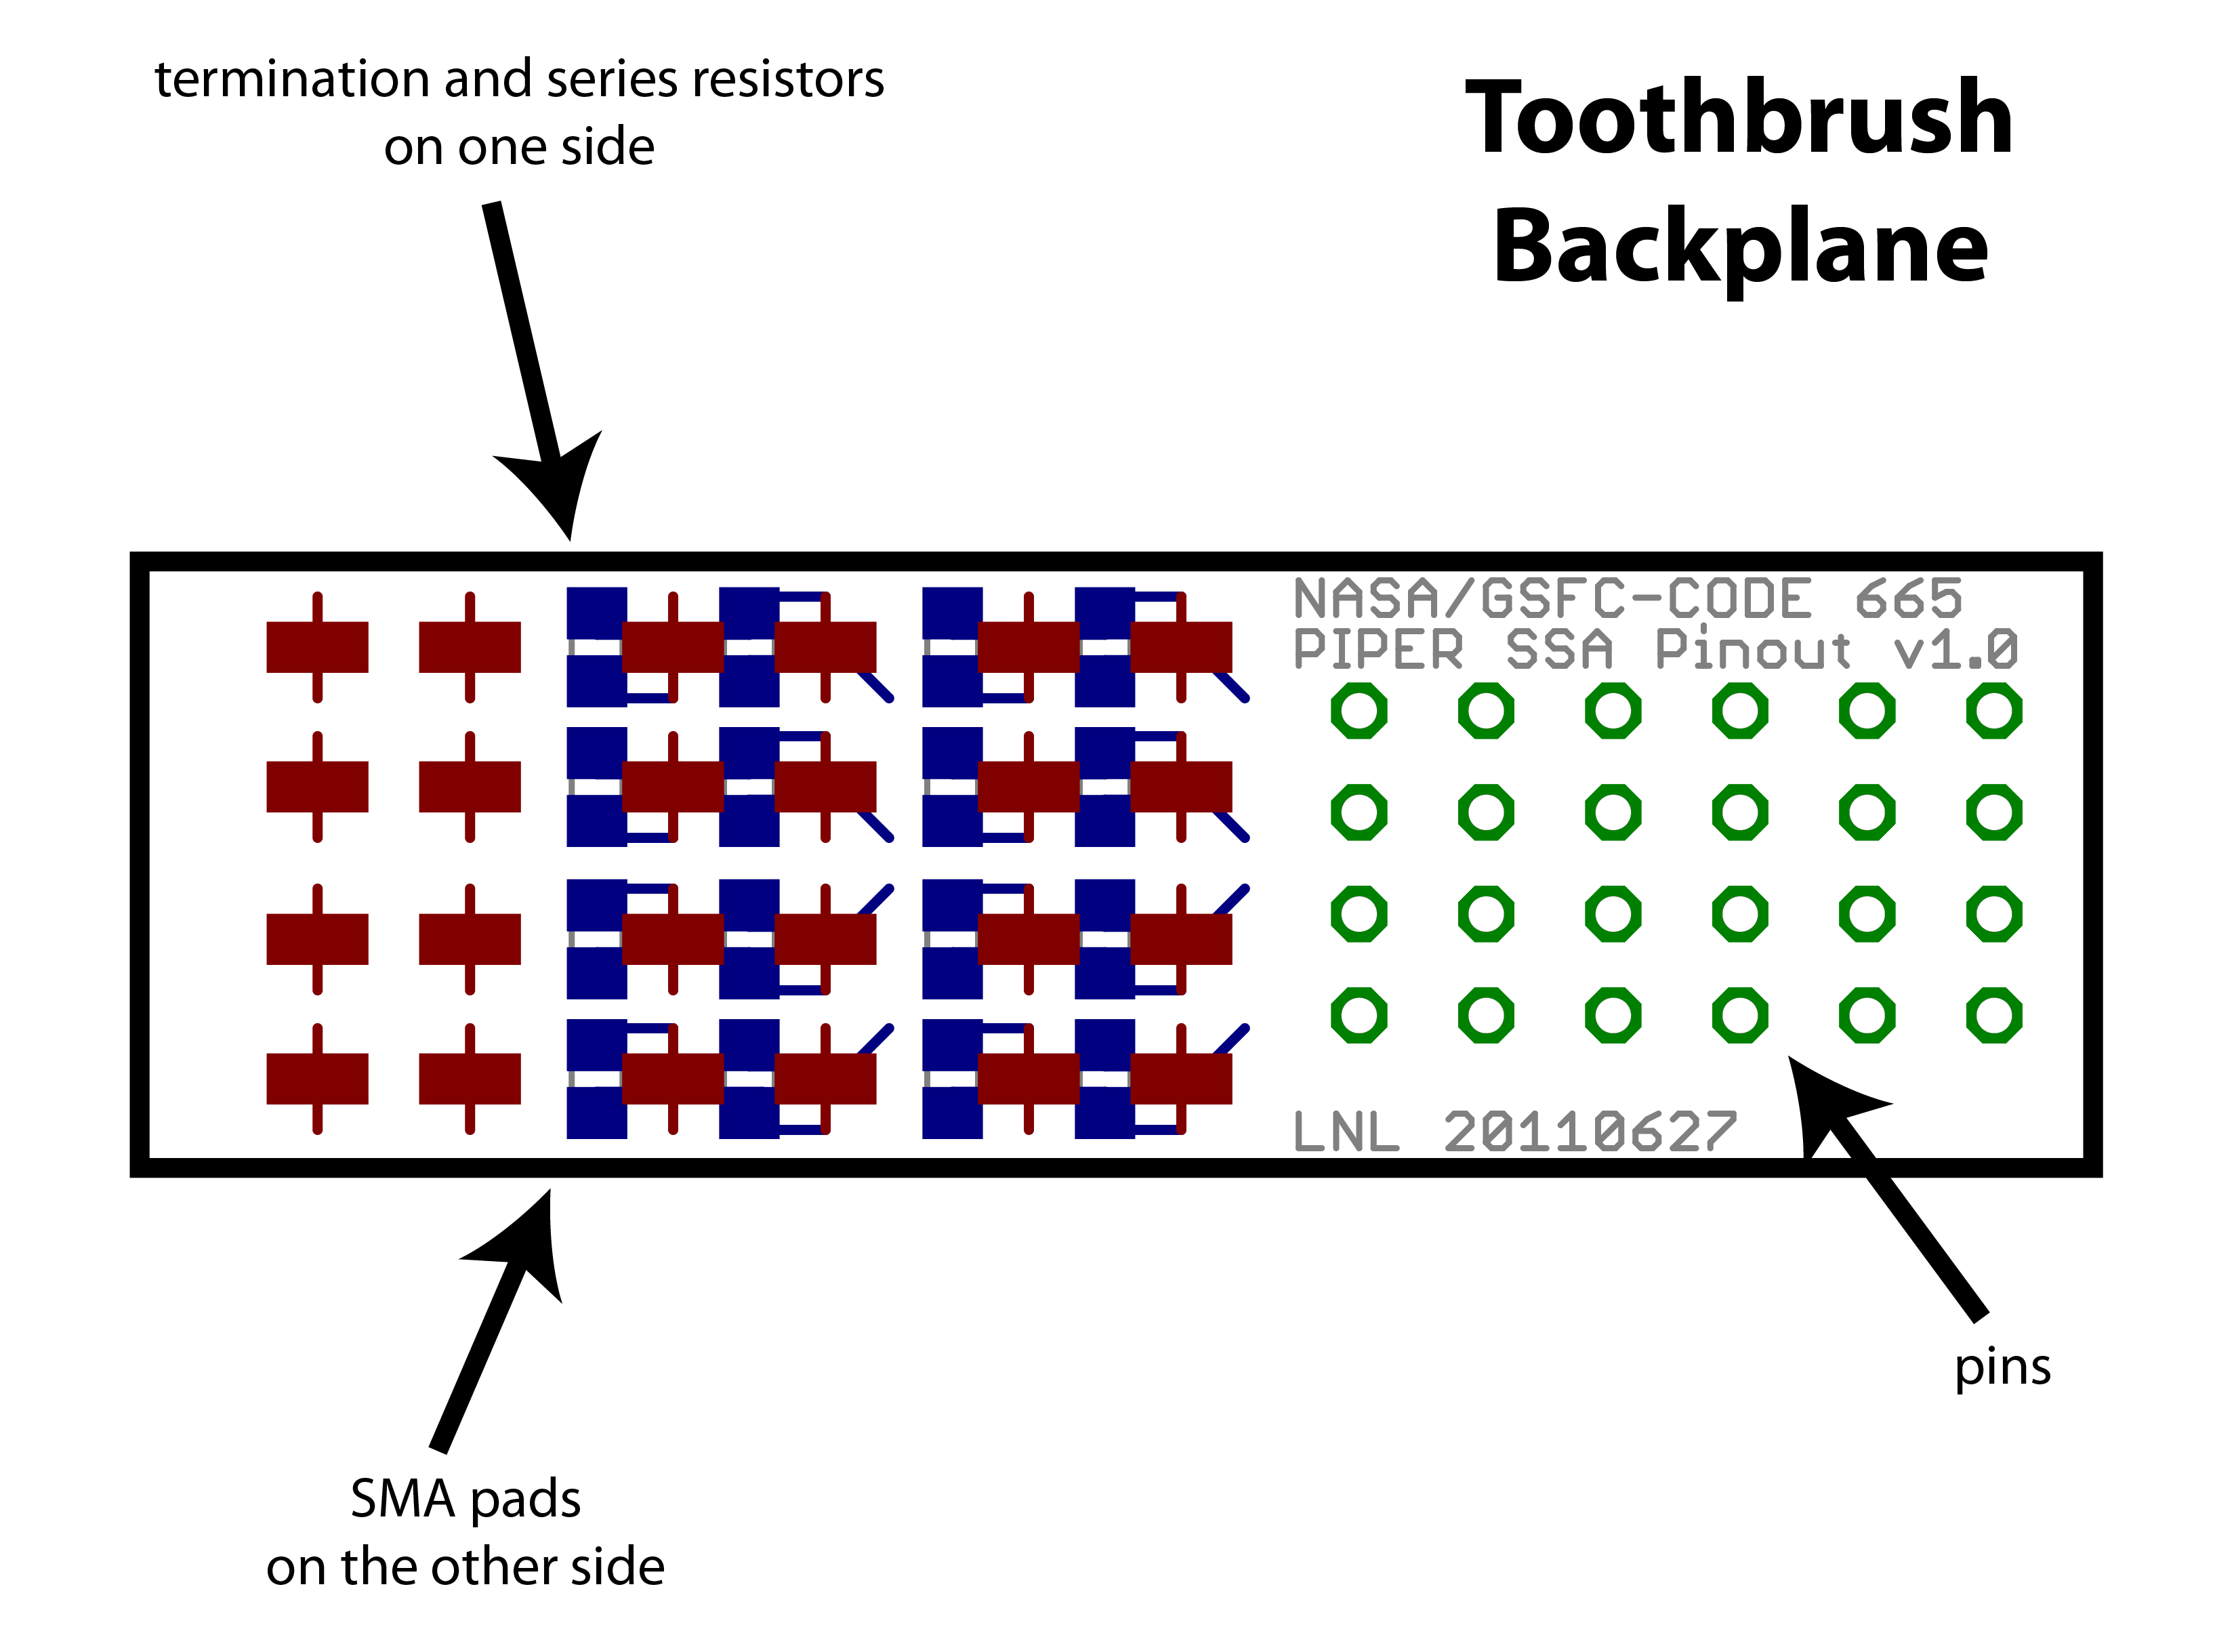 termination and series resistors
on one side
Toothbrush
Backplane
NASA/GSFC-CODE 665
PIPER SSA Pinout v1.0
LNL 20110627
pins
SMA pads
on the other side